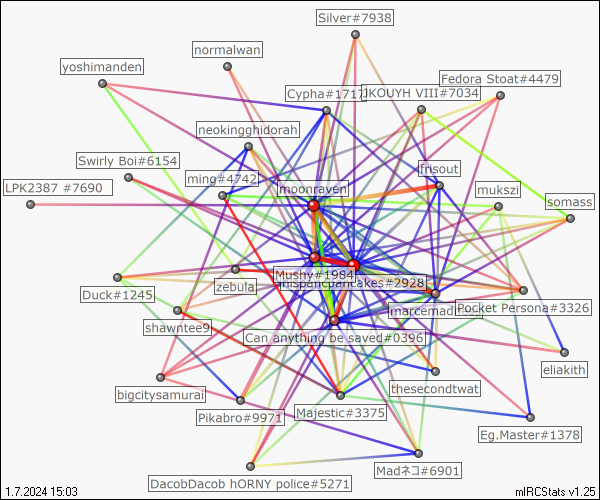 Silver#7938
normalwan
yoshimanden
Fedora Stoat#4479
Cypha#1717
JKOUYH VIII#7034
neokingghidorah
Swirly Boi#6154
frisout
ming#4742
LPK2387 #7690
moonraven
mukszi
somass
Mushy#1984
hispancpancakes#2928
zebula
Duck#1245
Pocket Persona#3326
shawntee9
Can anything be saved#0396
eliakith
thesecondtwat
bigcitysamurai
Pikabro#9971
Majestic#3375
Eg.Master#1378
Madネコ#6901
DacobDacob hORNY police#5271
1.7.2024 15:03
mIRCStats v1.25